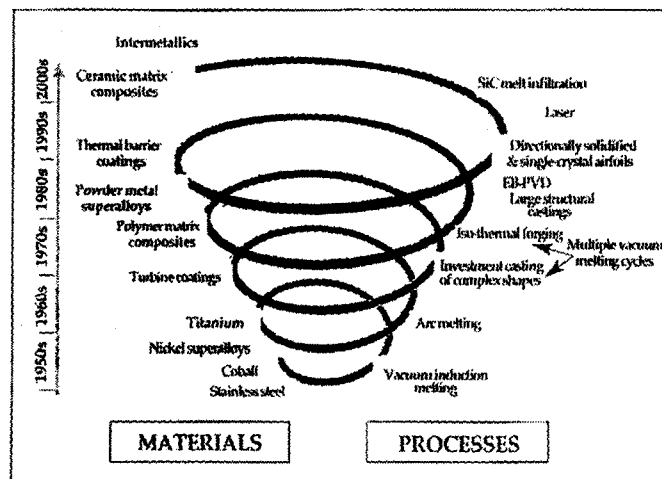 Intermetallics
Ceramic matrix
composites
Thermal barrier
coatings
Powder metal
superalloys
Polymer matrix
composites
Turbine coatings
Titanium
Nickel superalloys
Cobalt
Stainless steel
SiC melt infiltration
Laser
Directionally solidified
& single-crystal airfoils
EB-PVD
Large structural
castings
Iso-thermal forging
Multiple vacuum
melting cycles
Investment casting
of complex shapes
Arc melting
Vacuum induction
melting
1950s | 1960s | 1970s | 1980s | 1990s | 2000s
MATERIALS
PROCESSES